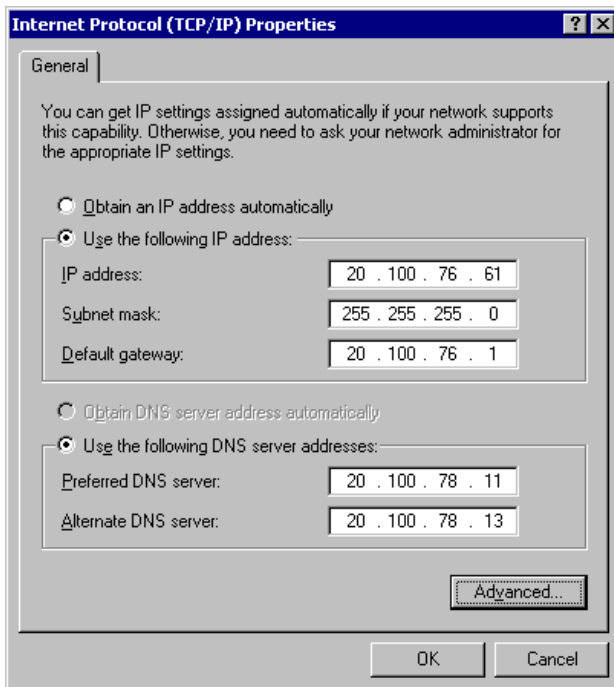 Internet Protocol (TCP/IP) Properties
General
You can get IP settings assigned automatically if your network supports
this capability. Otherwise, you need to ask your network administrator for
the appropriate IP settings.
Obtain an IP address automatically
Use the following IP address:
IP address: 20 . 100 . 76 . 61
Subnet mask: 255 . 255 . 255 . 0
Default gateway: 20 . 100 . 76 . 1
Obtain DNS server address automatically
Use the following DNS server addresses:
Preferred DNS server: 20 . 100 . 78 . 11
Alternate DNS server: 20 . 100 . 78 . 13
Advanced...
OK Cancel